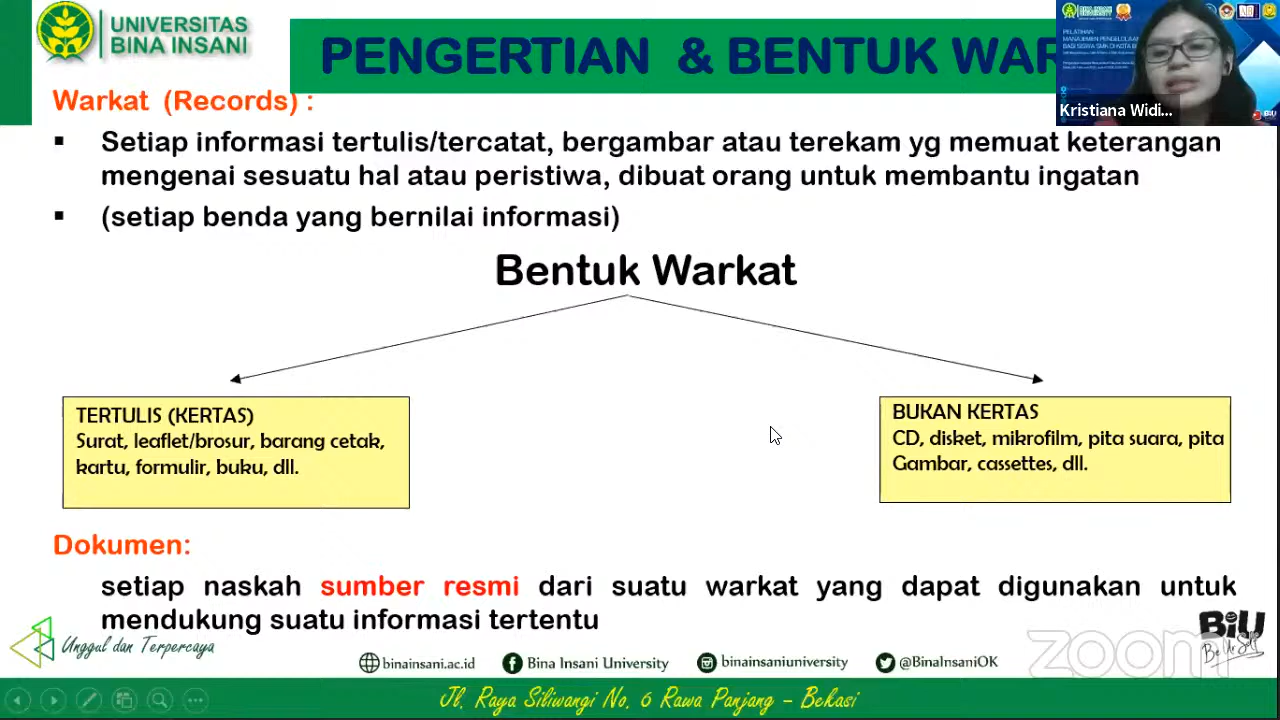 UNIVERSITAS
BINA INSANI
PENGERTIAN & BENTUK
Kristiana Widi...
Warkat (Records) :
▪ Setiap informasi tertulis/tercatat, bergambar atau terekam yg memuat keterangan
mengenai sesuatu hal atau peristiwa, dibuat orang untuk membantu ingatan
▪ (setiap benda yang bernilai informasi)
Bentuk Warkat
TERTULIS (KERTAS)
Surat, leaflet/brosur, barang cetak,
kartu, formulir, buku, dll.
BUKAN KERTAS
CD, disket, mikrofilm, pita suara, pita
Gambar, cassettes, dll.
Dokumen:
setiap naskah sumber resmi dari suatu warkat yang dapat digunakan untuk
mendukung suatu informasi tertentu
Unggul dan Terpercaya
binainsani.ac.id
Bina Insani University
binainsaniuniversity
@BinaInsaniOK
BiU
zoom
Jl. Raya Siliwangi No. 6 Rawa Panjang – Bekasi